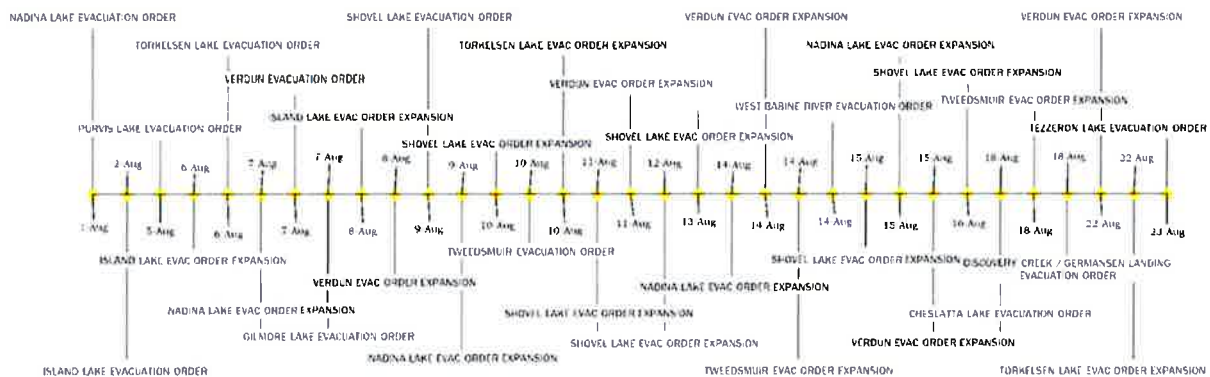 NADINA LAKE EVACUATION ORDER
SHOVEL LAKE EVACUATION ORDER
VERDUN EVAC ORDER EXPANSION
VERDUN EVAC ORDER EXPANSION
TORKELSEN LAKE EVACUATION ORDER
TORKELSEN LAKE EVAC ORDER EXPANSION
NADINA LAKE EVAC ORDER EXPANSION
VERDUN EVACUATION ORDER
VERDUN EVAC ORDER EXPANSION
SHOVEL LAKE EVAC ORDER EXPANSION
WEST BABINE RIVER EVACUATION ORDER
TWEEDSMUIR EVAC ORDER EXPANSION
ISLAND LAKE EVAC ORDER EXPANSION
PURVIS LAKE EVACUATION ORDER
SHOVEL LAKE EVAC ORDER EXPANSION
SHOVEL LAKE EVAC ORDER EXPANSION
TEZZERON LAKE EVACUATION ORDER
2 Aug 6 Aug 7 Aug 7 Aug 8 Aug 9 Aug 10 Aug 11 Aug 12 Aug 14 Aug 14 Aug 15 Aug 15 Aug 18 Aug 18 Aug 22 Aug
1 Aug 5 Aug 6 Aug 7 Aug 8 Aug 9 Aug 10 Aug 10 Aug 11 Aug 13 Aug 14 Aug 14 Aug 15 Aug 16 Aug 18 Aug 22 Aug 23 Aug
ISLAND LAKE EVAC ORDER EXPANSION
TWEEDSMUIR EVACUATION ORDER
SHOVEL LAKE EVAC ORDER EXPANSION
DISCOVERY CREEK / GERMANSEN LANDING
EVACUATION ORDER
VERDUN EVAC ORDER EXPANSION
NADINA LAKE EVAC ORDER EXPANSION
NADINA LAKE EVAC ORDER EXPANSION
SHOVEL LAKE EVAC ORDER EXPANSION
CHESLATTA LAKE EVACUATION ORDER
GILMORE LAKE EVACUATION ORDER
SHOVEL LAKE EVAC ORDER EXPANSION
VERDUN EVAC ORDER EXPANSION
NADINA LAKE EVAC ORDER EXPANSION
ISLAND LAKE EVACUATION ORDER
TWEEDSMUIR EVAC ORDER EXPANSION
TORKELSEN LAKE EVAC ORDER EXPANSION